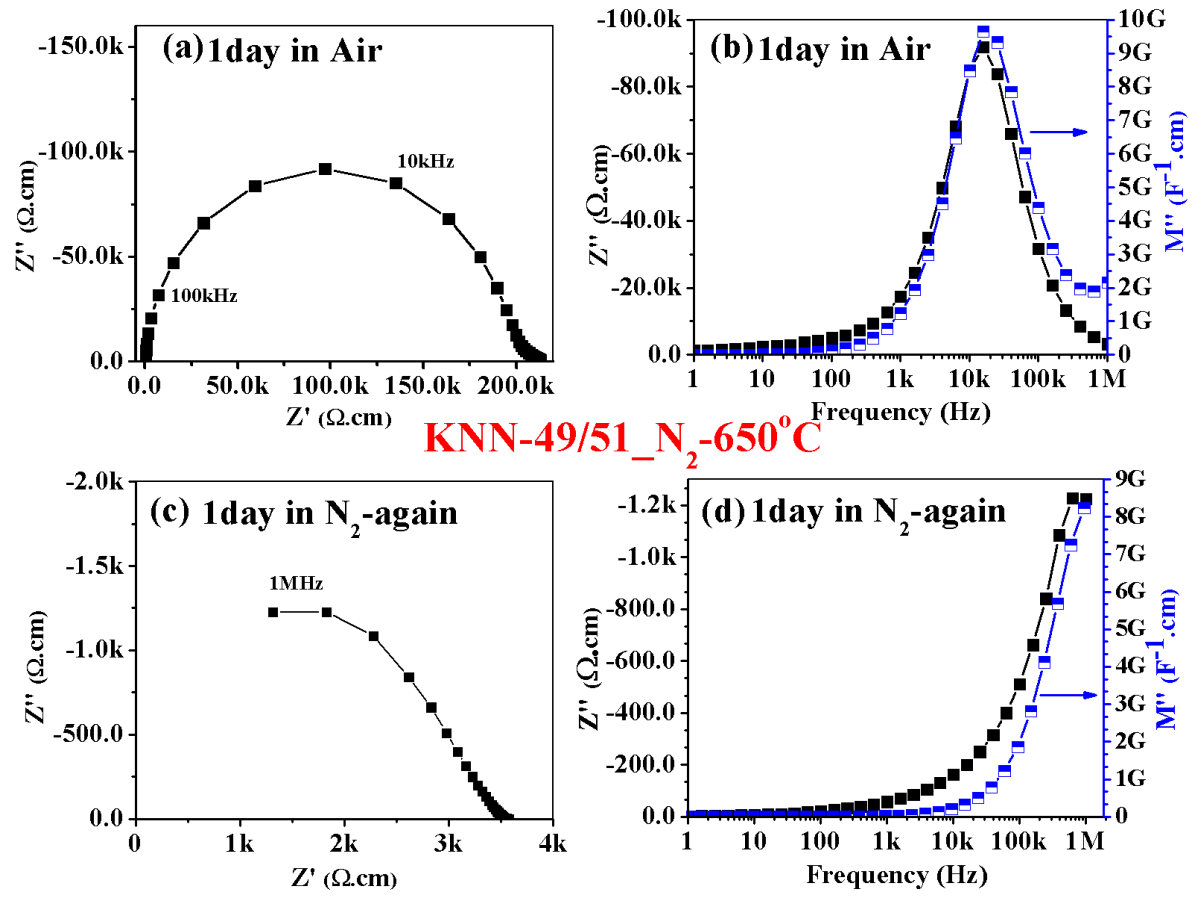 (a) 1day in Air
-150.0k
-100.0k
-50.0k
0.0
Z'' (Ω.cm)
10kHz
100kHz
0.0 50.0k 100.0k 150.0k 200.0k
Z' (Ω.cm)
(b) 1day in Air
-100.0k
-80.0k
-60.0k
-40.0k
-20.0k
0.0
Z'' (Ω.cm)
10G
9G
8G
7G
6G
5G
4G
3G
2G
1G
0
M'' (F⁻¹.cm)
1 10 100 1k 10k 100k 1M
Frequency (Hz)
KNN-49/51_N₂-650°C
(c) 1day in N₂-again
-2.0k
-1.5k
-1.0k
-500.0
0.0
Z'' (Ω.cm)
1MHz
0 1k 2k 3k 4k
Z' (Ω.cm)
(d) 1day in N₂-again
-1.2k
-1.0k
-800.0
-600.0
-400.0
-200.0
0.0
Z'' (Ω.cm)
9G
8G
7G
6G
5G
4G
3G
2G
1G
0
M'' (F⁻¹.cm)
1 10 100 1k 10k 100k 1M
Frequency (Hz)